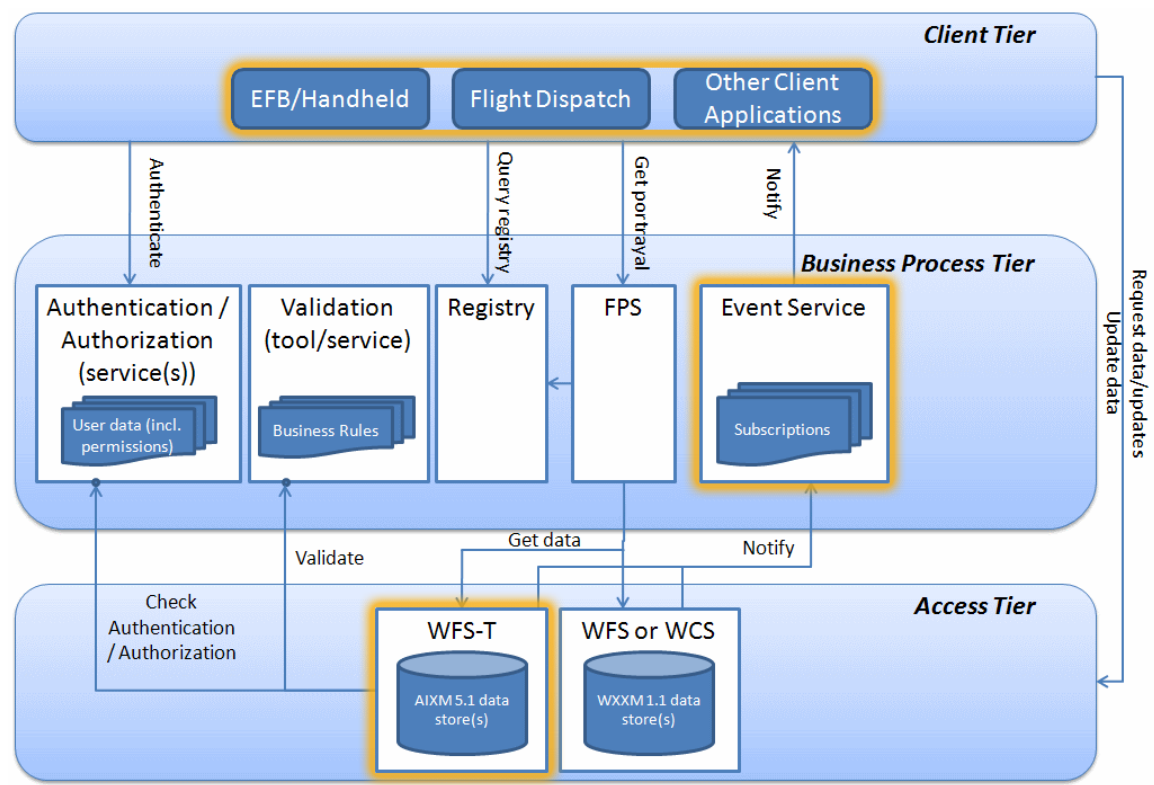 Client Tier
EFB/Handheld
Flight Dispatch
Other Client
Applications
Authenticate
Query registry
Get portrayal
Notify
Request data/updates
Update data
Business Process Tier
Authentication /
Authorization
(service(s))
User data (incl.
permissions)
Validation
(tool/service)
Business Rules
Registry
FPS
Event Service
Subscriptions
Get data
Notify
Validate
Check
Authentication
/ Authorization
Access Tier
WFS-T
AIXM 5.1 data
store(s)
WFS or WCS
WXXM 1.1 data
store(s)